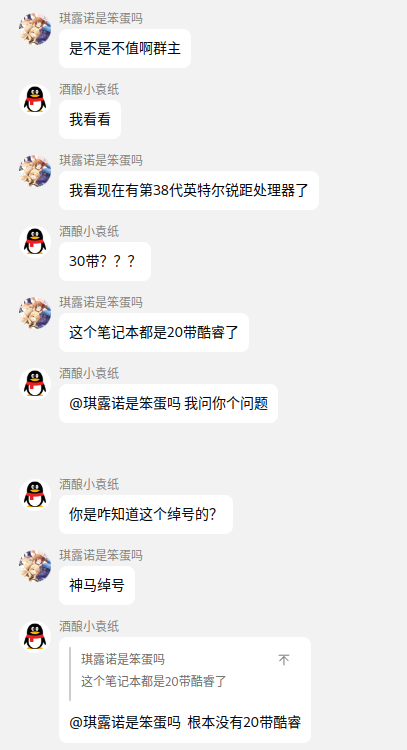 琪露诺是笨蛋吗
是不是不值啊群主
酒酿小袁纸
我看看
琪露诺是笨蛋吗
我看现在有第38代英特尔锐距处理器了
酒酿小袁纸
30带？？？
琪露诺是笨蛋吗
这个笔记本都是20带酷睿了
酒酿小袁纸
@琪露诺是笨蛋吗 我问你个问题
酒酿小袁纸
你是咋知道这个绰号的？
琪露诺是笨蛋吗
神马绰号
酒酿小袁纸
琪露诺是笨蛋吗
这个笔记本都是20带酷睿了
@琪露诺是笨蛋吗 根本没有20带酷睿